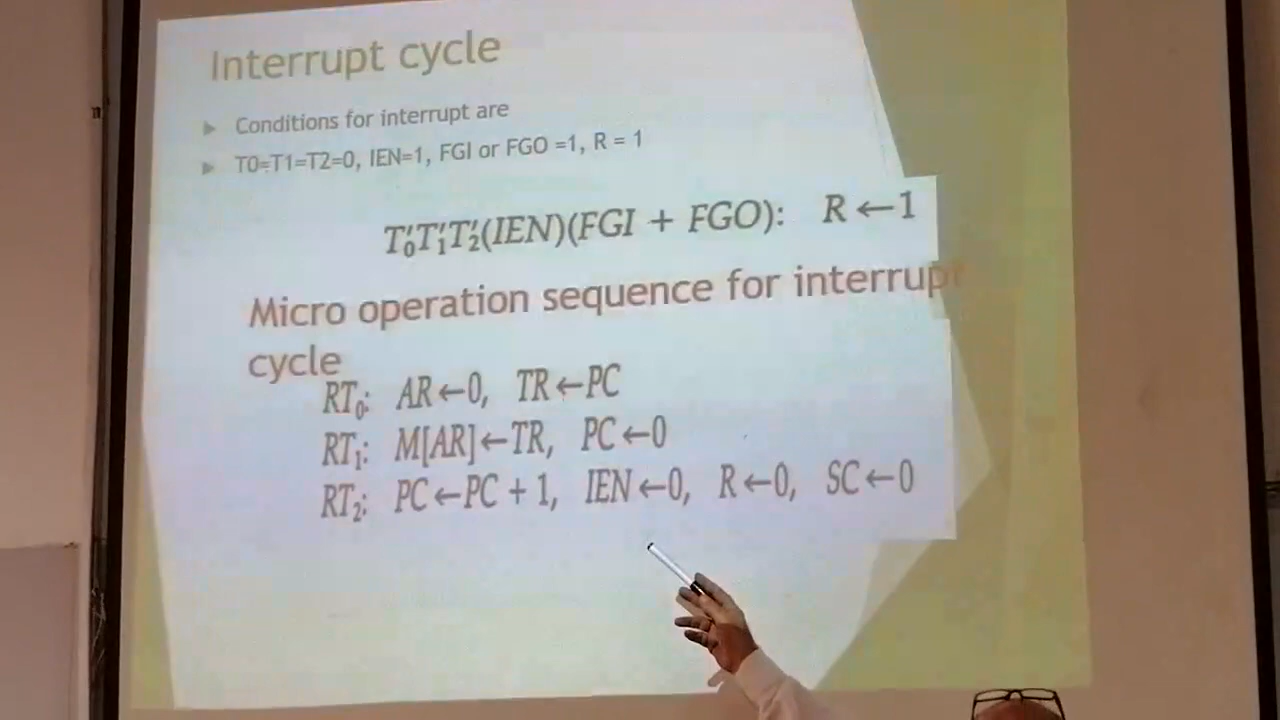 Interrupt cycle
Conditions for interrupt are
T0=T1=T2=0, IEN=1, FGI or FGO =1, R = 1
T₀′T₁′T₂′(IEN)(FGI + FGO): R ←1
Micro operation sequence for interrupt
cycle
RT₀: AR←0, TR←PC
RT₁: M[AR]←TR, PC←0
RT₂: PC←PC + 1, IEN←0, R←0, SC←0